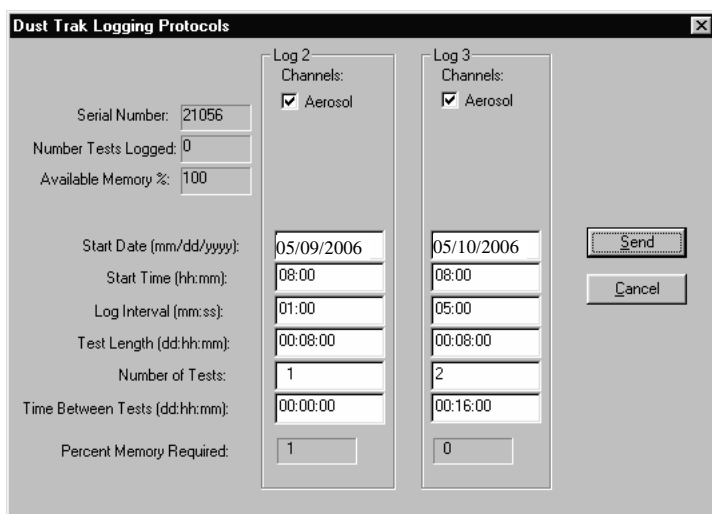 Dust Trak Logging Protocols
Log 2 Log 3
Channels: Channels:
Aerosol Aerosol
Serial Number: 21056
Number Tests Logged: 0
Available Memory %: 100
Start Date (mm/dd/yyyy): 05/09/2006 05/10/2006 Send
Start Time (hh:mm): 08:00 08:00
Cancel
Log Interval (mm:ss): 01:00 05:00
Test Length (dd:hh:mm): 00:08:00 00:08:00
Number of Tests: 1 2
Time Between Tests (dd:hh:mm): 00:00:00 00:16:00
Percent Memory Required: 1 0